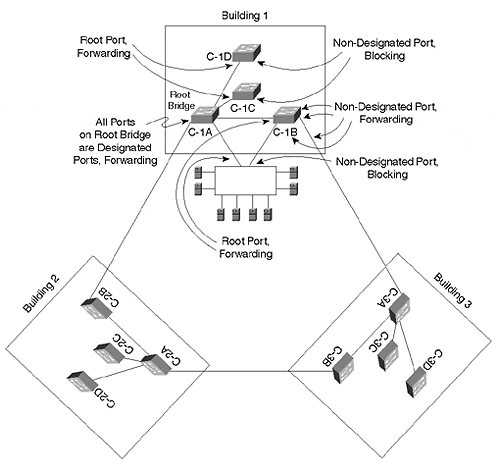 Building 1
Root Port,
Forwarding
C-1D
Non-Designated Port,
Blocking
Root
Bridge
C-1C
All Ports
on Root Bridge
are Designated
Ports, Forwarding
C-1A
C-1B
Non-Designated Port,
Forwarding
Non-Designated Port,
Blocking
Root Port,
Forwarding
Building 2
C-2B
C-2C
C-2A
C-2D
Building 3
C-3A
C-3B
C-3C
C-3D